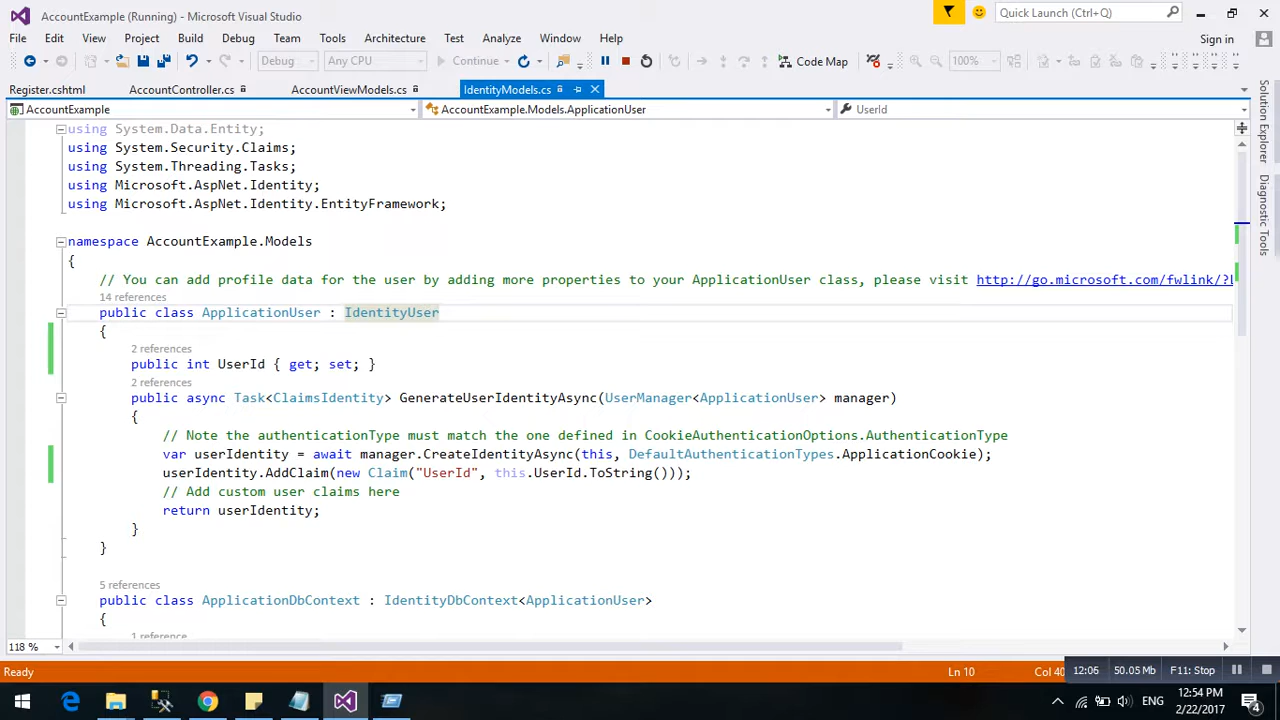 AccountExample (Running) - Microsoft Visual Studio
Quick Launch (Ctrl+Q)
File Edit View Project Build Debug Team Tools Architecture Test Analyze Window Help
Sign in
Debug Any CPU Continue Code Map 100%
Register.cshtml AccountController.cs AccountViewModels.cs IdentityModels.cs
AccountExample AccountExample.Models.ApplicationUser UserId
using System.Data.Entity;
using System.Security.Claims;
using System.Threading.Tasks;
using Microsoft.AspNet.Identity;
using Microsoft.AspNet.Identity.EntityFramework;
namespace AccountExample.Models
{
// You can add profile data for the user by adding more properties to your ApplicationUser class, please visit http://go.microsoft.com/fwlink/?l
14 references
public class ApplicationUser : IdentityUser
{
2 references
public int UserId { get; set; }
2 references
public async Task<ClaimsIdentity> GenerateUserIdentityAsync(UserManager<ApplicationUser> manager)
{
// Note the authenticationType must match the one defined in CookieAuthenticationOptions.AuthenticationType
var userIdentity = await manager.CreateIdentityAsync(this, DefaultAuthenticationTypes.ApplicationCookie);
userIdentity.AddClaim(new Claim("UserId", this.UserId.ToString()));
// Add custom user claims here
return userIdentity;
}
}
5 references
public class ApplicationDbContext : IdentityDbContext<ApplicationUser>
{
1 reference
118 %
Solution Explorer
Diagnostic Tools
Ready Ln 10 Col 40 12:06 50.05 Mb F11: Stop
ENG 12:54 PM
2/22/2017 4